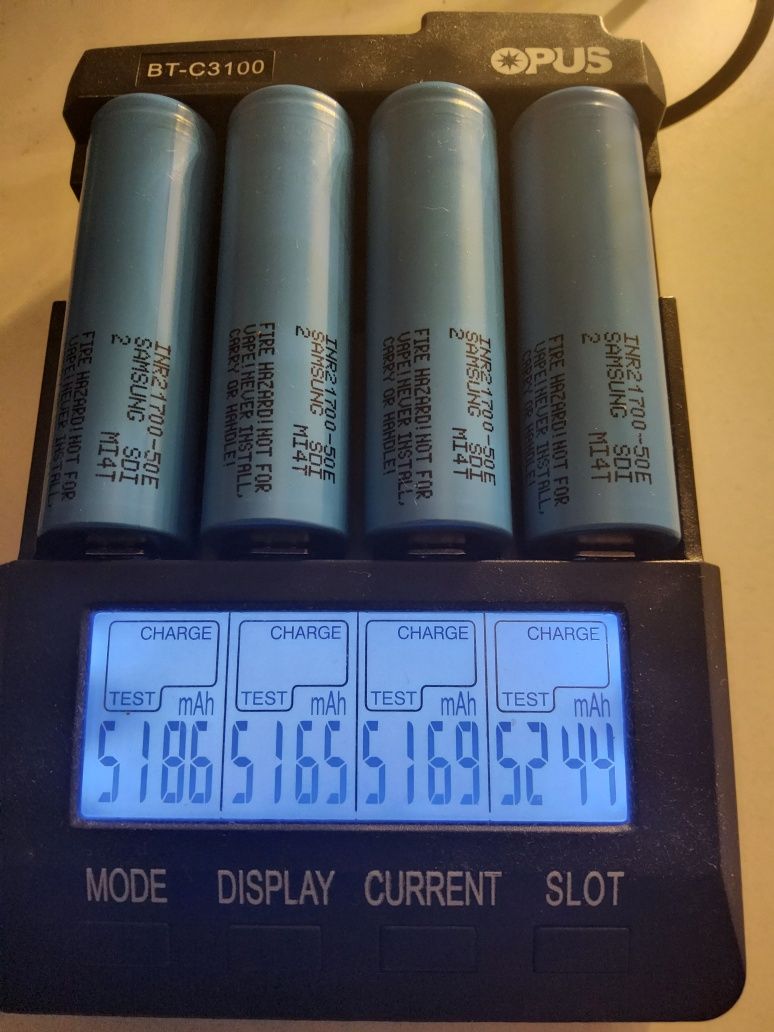 BT-C3100
OPUS
INR21700-50E
SAMSUNG SDI
2 MI4T
FIRE HAZARD!NOT FOR
VAPE!NEVER INSTALL,
INR21700-50E
SAMSUNG SDI
2 MI4T
FIRE HAZARD!NOT FOR
VAPE!NEVER INSTALL,
CARRY OR HANDLE!
INR21700-50E
SAMSUNG SDI
2 MI4T
FIRE HAZARD!NOT FOR
VAPE!NEVER INSTALL,
CARRY OR HANDLE!
INR21700-50E
SAMSUNG SDI
2 MI4T
FIRE HAZARD!NOT FOR
VAPE!NEVER INSTALL,
CARRY OR HANDLE!
CHARGE CHARGE CHARGE CHARGE
TEST mAh TEST mAh TEST mAh TEST mAh
5186 5165 5169 5244
MODE DISPLAY CURRENT SLOT